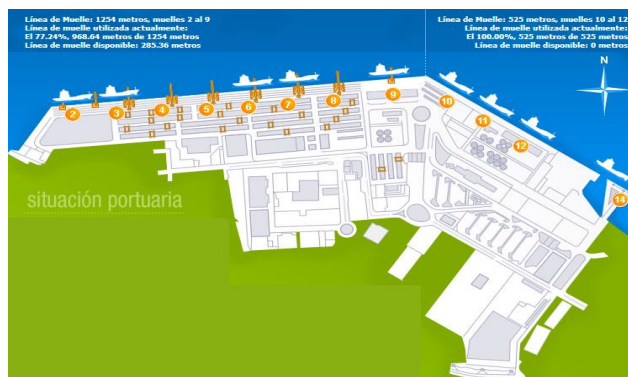 Línea de Muelle: 1254 metros, muelles 2 al 9
Línea de muelle utilizada actualmente:
El 77.24%, 968.64 metros de 1254 metros
Línea de muelle disponible: 285.36 metros
Línea de Muelle: 525 metros, muelles 10 al 12
Línea de muelle utilizada actualmente:
El 100.00%, 525 metros de 525 metros
Línea de muelle disponible: 0 metros
N
2
3
4
5
6
7
8
9
10
11
12
14
situación portuaria